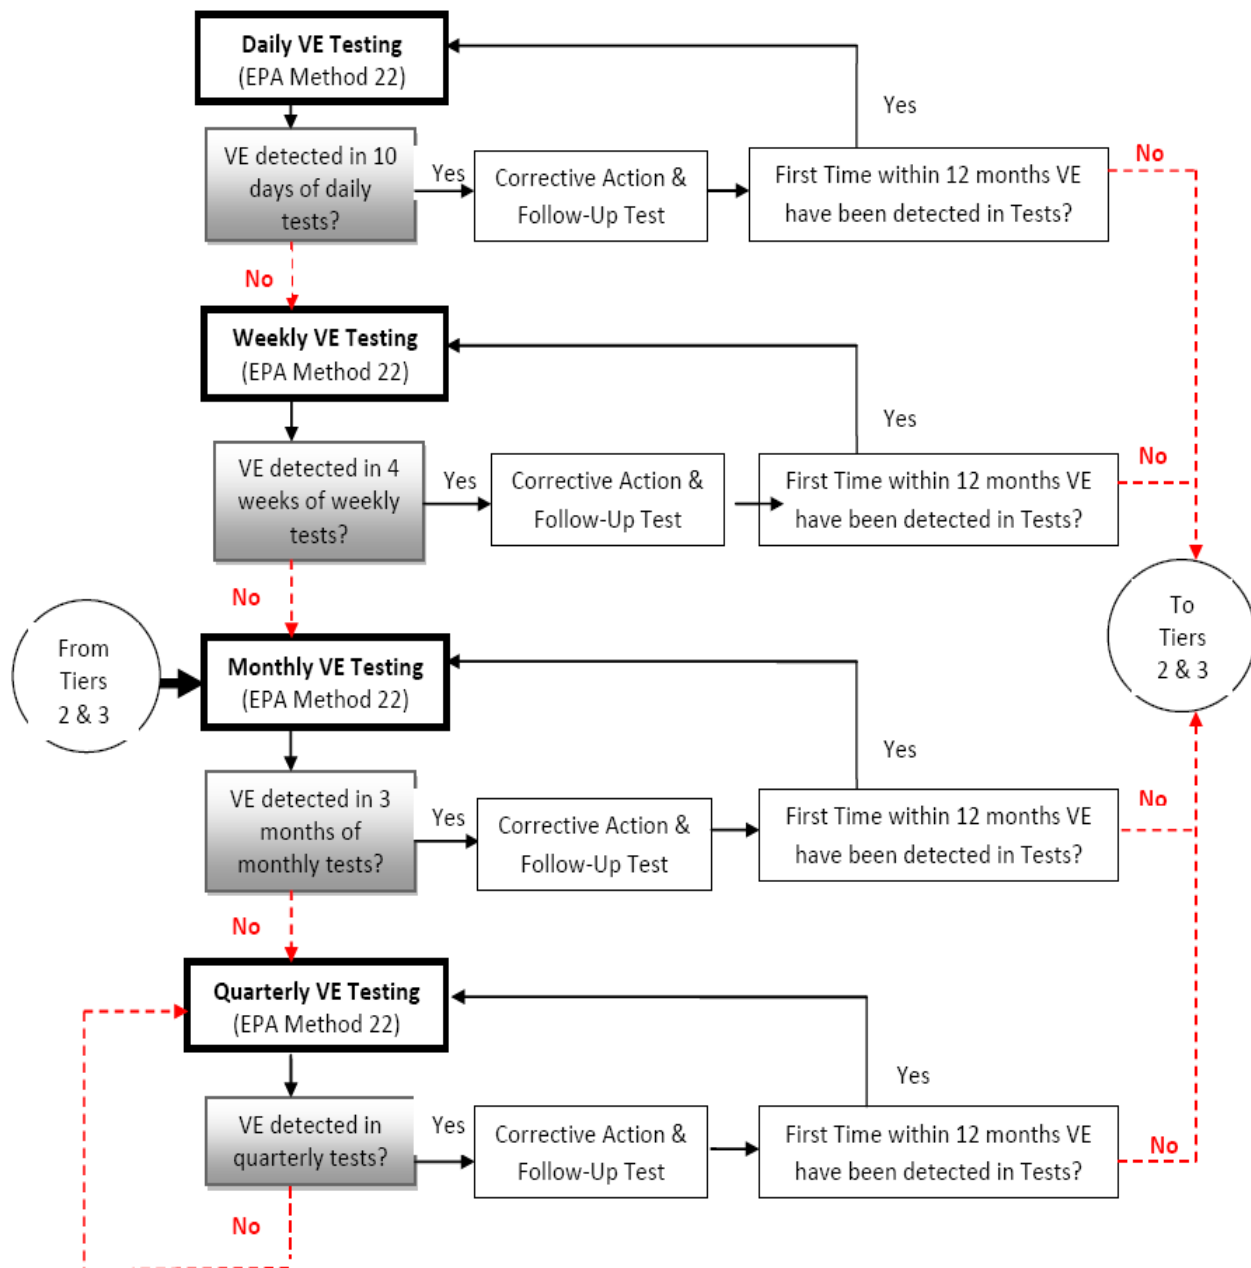 Daily VE Testing
(EPA Method 22)
Yes
VE detected in 10
days of daily
tests?
Yes
Corrective Action &
Follow-Up Test
First Time within 12 months VE
have been detected in Tests?
No
No
Weekly VE Testing
(EPA Method 22)
Yes
VE detected in 4
weeks of weekly
tests?
Yes
Corrective Action &
Follow-Up Test
First Time within 12 months VE
have been detected in Tests?
No
No
From
Tiers
2 & 3
To
Tiers
2 & 3
Monthly VE Testing
(EPA Method 22)
Yes
VE detected in 3
months of
monthly tests?
Yes
Corrective Action &
Follow-Up Test
First Time within 12 months VE
have been detected in Tests?
No
No
Quarterly VE Testing
(EPA Method 22)
Yes
VE detected in
quarterly tests?
Yes
Corrective Action &
Follow-Up Test
First Time within 12 months VE
have been detected in Tests?
No
No